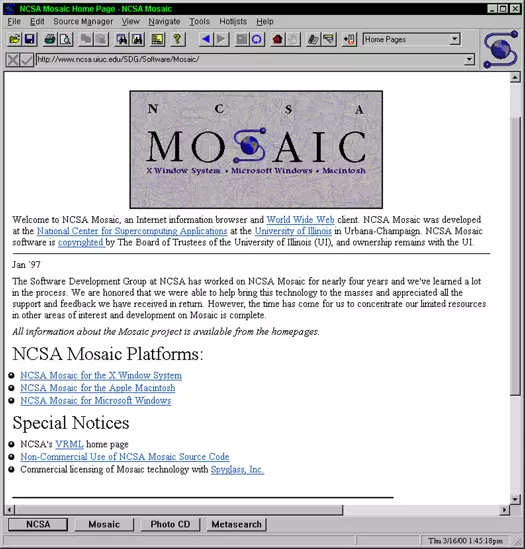 NCSA Mosaic Home Page - NCSA Mosaic
File Edit Source Manager View Navigate Tools Hotlists Help
Home Pages
http://www.ncsa.uiuc.edu/SDG/Software/Mosaic/
N C S A
MOSAIC
X Window System • Microsoft Windows • Macintosh
Welcome to NCSA Mosaic, an Internet information browser and World Wide Web client. NCSA Mosaic was developed
at the National Center for Supercomputing Applications at the University of Illinois in Urbana-Champaign. NCSA Mosaic
software is copyrighted by The Board of Trustees of the University of Illinois (UI), and ownership remains with the UI.
Jan '97
The Software Development Group at NCSA has worked on NCSA Mosaic for nearly four years and we've learned a lot
in the process. We are honored that we were able to help bring this technology to the masses and appreciated all the
support and feedback we have received in return. However, the time has come for us to concentrate our limited resources
in other areas of interest and development on Mosaic is complete.
All information about the Mosaic project is available from the homepages.
NCSA Mosaic Platforms:
NCSA Mosaic for the X Window System
NCSA Mosaic for the Apple Macintosh
NCSA Mosaic for Microsoft Windows
Special Notices
NCSA's VRML home page
Non-Commercial Use of NCSA Mosaic Source Code
Commercial licensing of Mosaic technology with Spyglass, Inc.
NCSA Mosaic Photo CD Metasearch
Thu 3/16/00 1:45:18pm